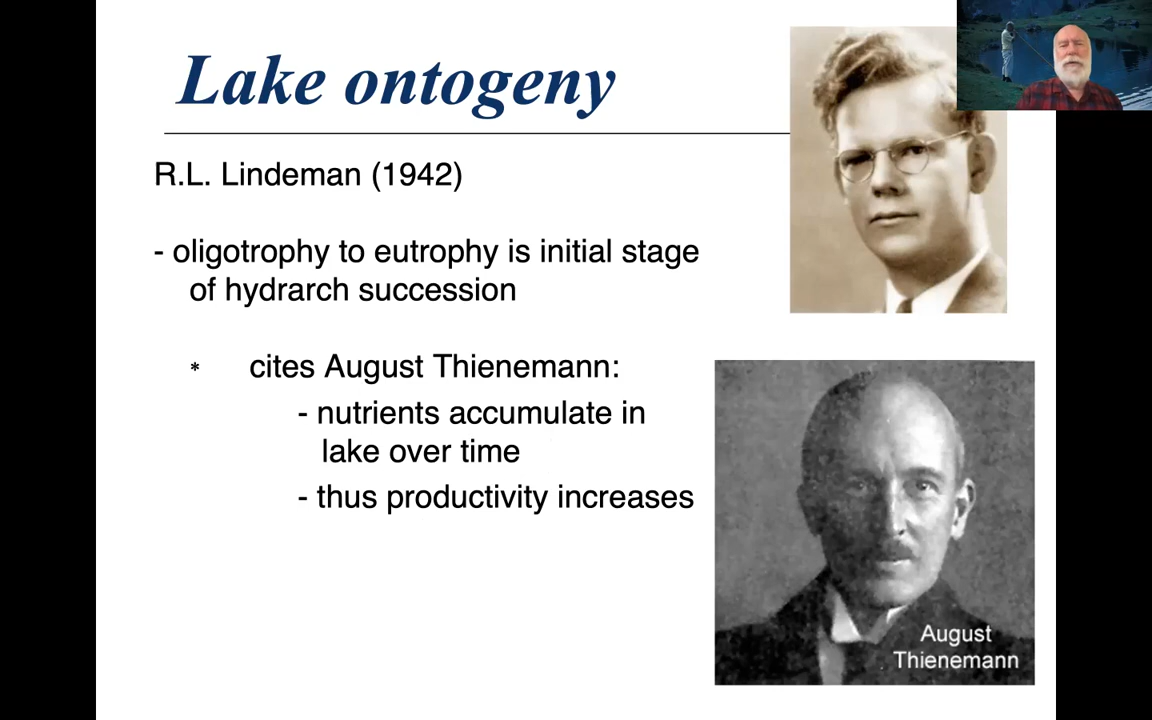 Lake ontogeny
R.L. Lindeman (1942)
- oligotrophy to eutrophy is initial stage
of hydrarch succession
* cites August Thienemann:
- nutrients accumulate in
lake over time
- thus productivity increases
August
Thienemann